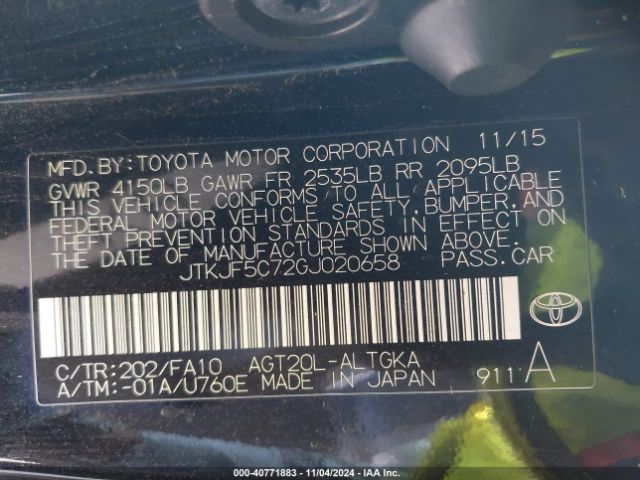 MFD.BY:TOYOTA MOTOR CORPORATION 11/15
GVWR 4150LB GAWR FR 2535LB RR 2095LB
THIS VEHICLE CONFORMS TO ALL APPLICABLE
FEDERAL MOTOR VEHICLE SAFETY,BUMPER,AND
THEFT PREVENTION STANDARDS IN EFFECT ON
THE DATE OF MANUFACTURE SHOWN ABOVE.
JTKJF5C72GJ020658 PASS.CAR
C/TR:202/FA10 AGT20L-ALTGKA
A/TM:-01A/U760E MADE IN JAPAN 911 A
000-40771883 - 11/04/2024 - IAA Inc.